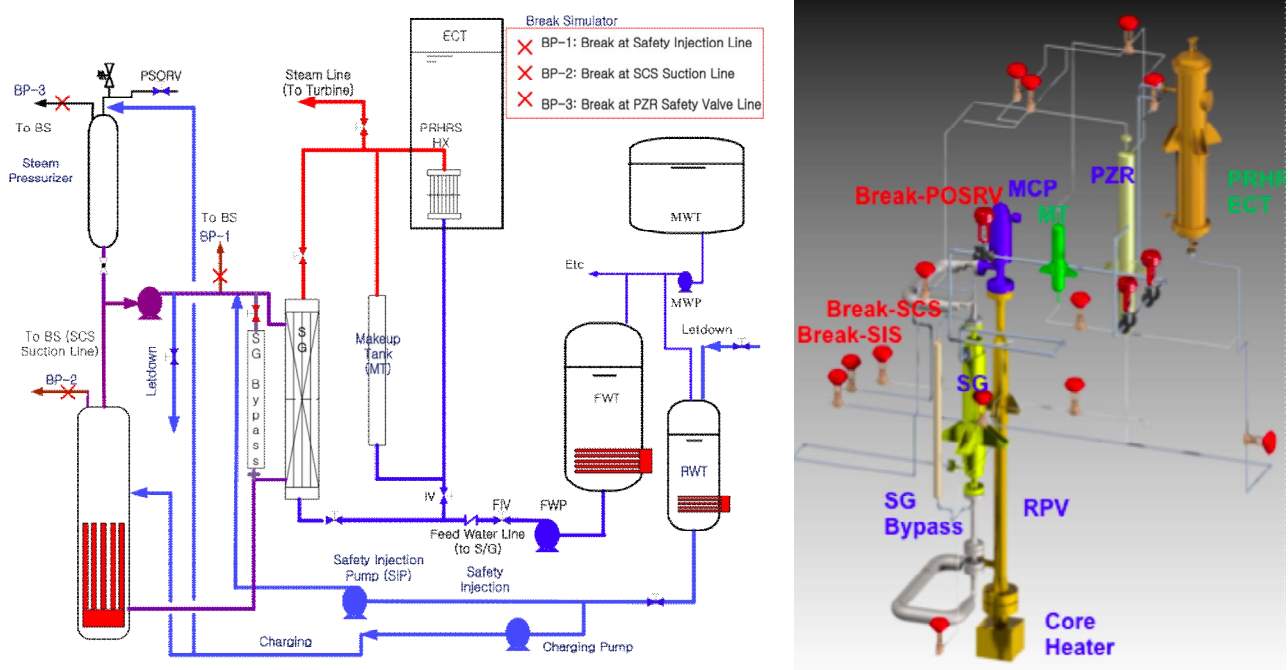 Break Simulator
BP-1: Break at Safety Injection Line
BP-2: Break at SCS Suction Line
BP-3: Break at PZR Safety Valve Line
ECT
PSORV
BP-3
To BS
Steam Line
(To Turbine)
PRHRS
HX
Steam
Pressurizer
MWT
To BS
BP-1
Etc
MWP
Letdown
To BS (SCS
Suction Line)
Letdown
SG Bypass
SG
Makeup
Tank
(MT)
BP-2
FWT
RWT
IV
FIV
FWP
Feed Water Line
(to S/G)
Safety Injection
Pump (SIP)
Safety
Injection
Charging
Charging Pump
Break-POSRV
MCP
PZR
MT
PRHR
ECT
Break-SCS
Break-SIS
SG
SG
Bypass
RPV
Core
Heater